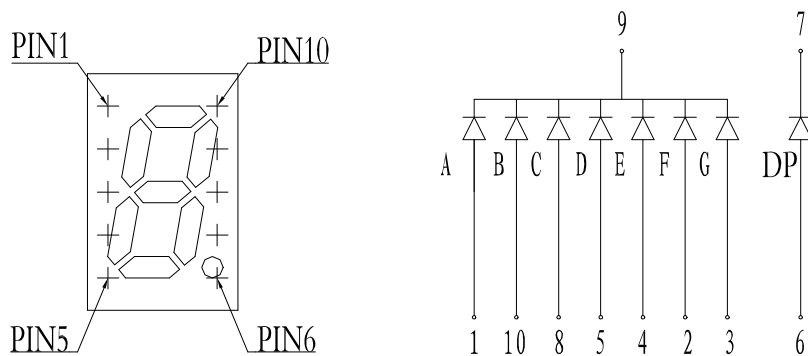 PIN1 PIN10
PIN5 PIN6
9 7
A B C D E F G DP
1 10 8 5 4 2 3 6